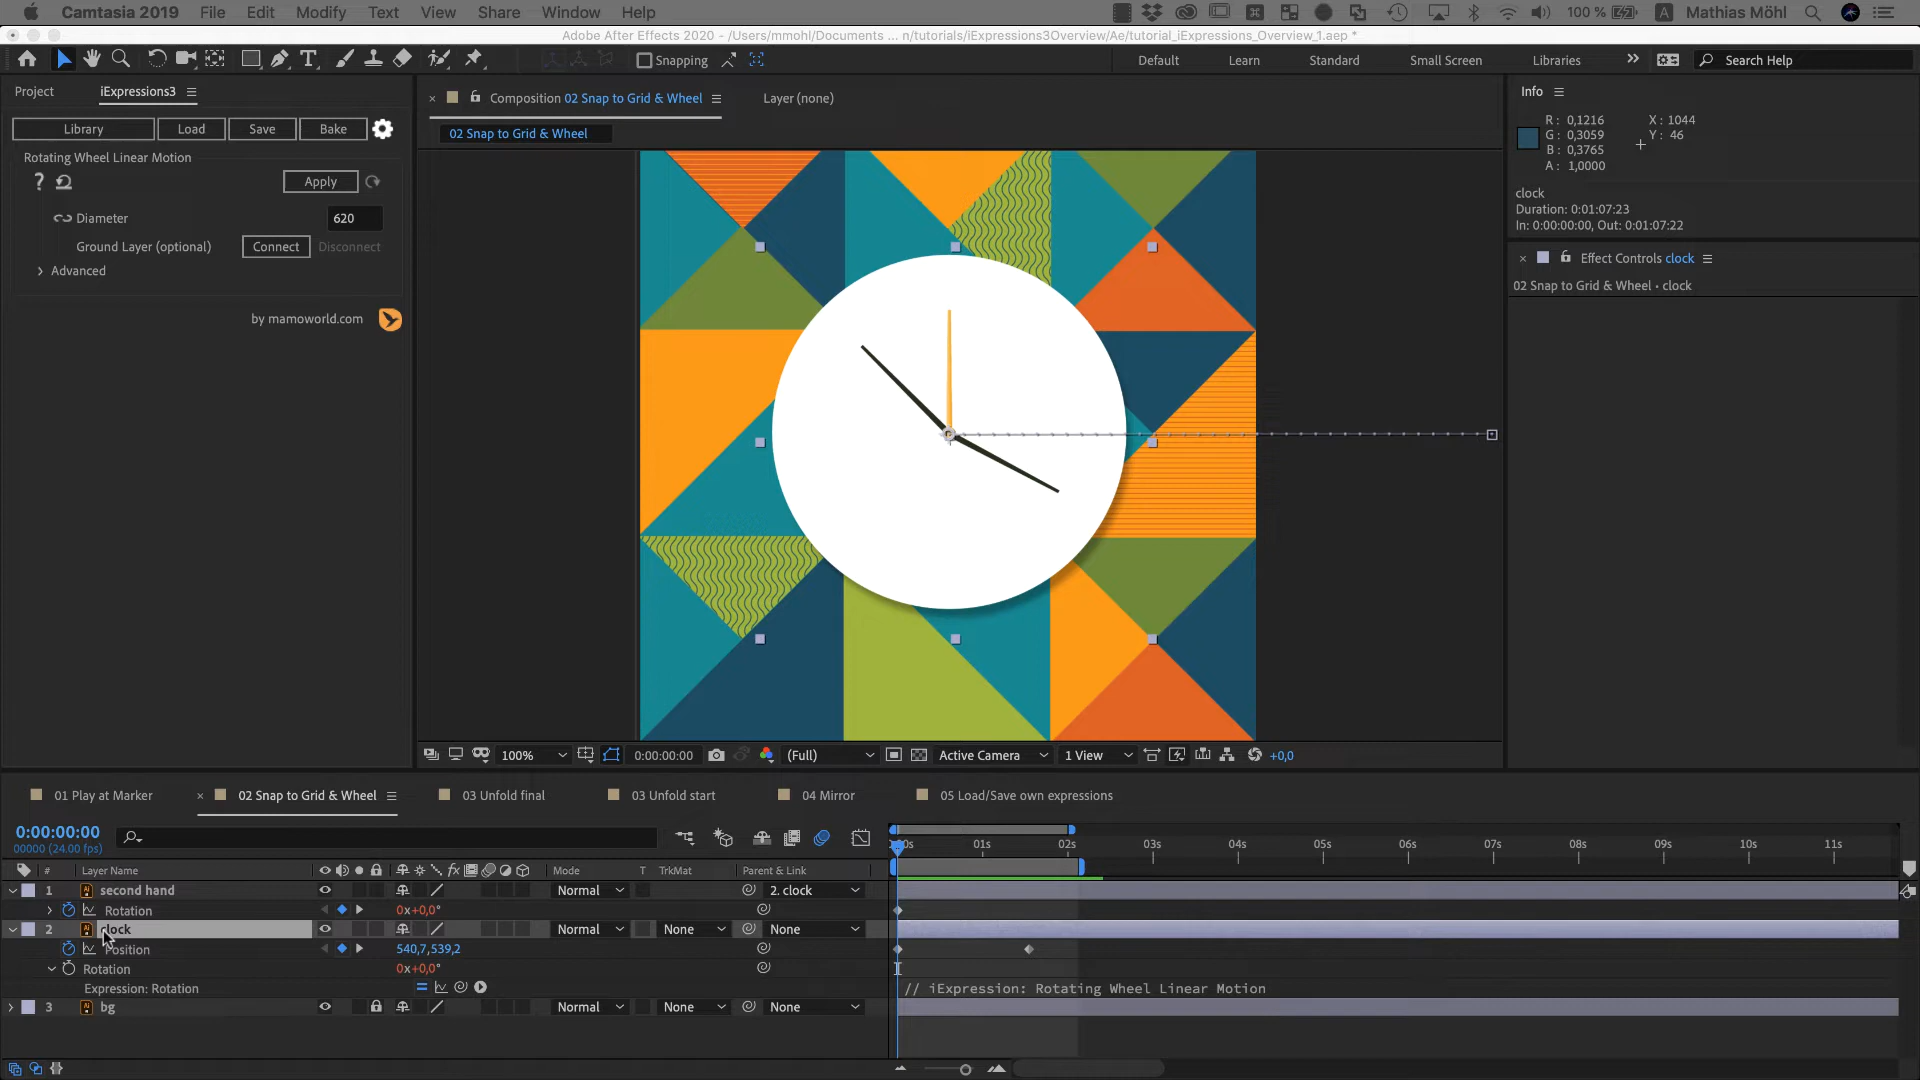 Camtasia 2019 File Edit Modify Text View Share Window Help 100 % A Mathias Möhl
Adobe After Effects 2020 - /Users/mmohl/Documents ... n/tutorials/iExpressions3Overview/Ae/tutorial_iExpressions_Overview_1.aep *
T Snapping Default Learn Standard Small Screen Libraries Search Help
Project iExpressions3 Composition 02 Snap to Grid & Wheel Layer (none) Info
Library Load Save Bake
02 Snap to Grid & Wheel
R : 0,1216 X : 1044
G : 0,3059 Y : 46
B : 0,3765
A : 1,0000
Rotating Wheel Linear Motion
? Apply
Diameter 620
Ground Layer (optional) Connect Disconnect
Advanced
by mamoworld.com
clock
Duration: 0:01:07:23
In: 0:00:00:00, Out: 0:01:07:22
Effect Controls clock
02 Snap to Grid & Wheel • clock
100% 0:00:00:00 (Full) Active Camera 1 View +0,0
01 Play at Marker 02 Snap to Grid & Wheel 03 Unfold final 03 Unfold start 04 Mirror 05 Load/Save own expressions
0:00:00:00
00000 (24.00 fps)
01s 02s 03s 04s 05s 06s 07s 08s 09s 10s 11s
# Layer Name fx Mode T TrkMat Parent & Link
1 Ai second hand Normal 2. clock
Rotation 0x+0,0°
2 Ai clock Normal None None
Position 540,7,539,2
Rotation 0x+0,0°
Expression: Rotation // iExpression: Rotating Wheel Linear Motion
3 Ai bg Normal None None